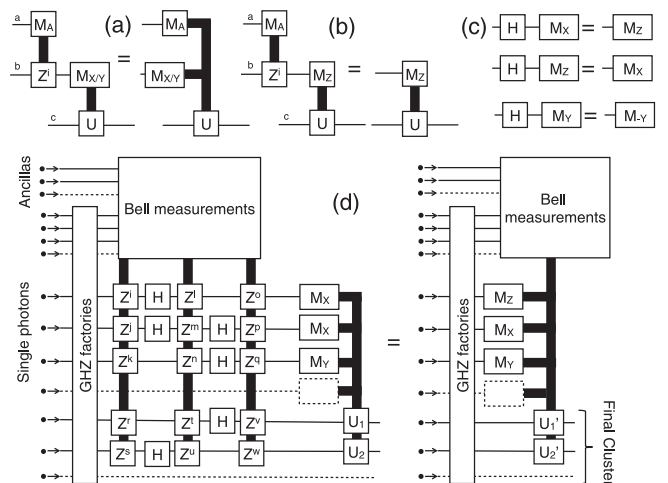 (a)
a M_A = M_A
b Z^i M_X/Y M_X/Y
c U U
(b)
a M_A
b Z^i M_Z = M_Z
c U U
(c)
H M_X = M_Z
H M_Z = M_X
H M_Y = M_-Y
(d)
Ancillas
Bell measurements
Single photons
GHZ factories
Z^i H Z^l Z^o M_X
Z^j H Z^m H Z^p M_X
Z^k Z^n H Z^q M_Y
Z^r Z^t H Z^v U_1
Z^s H Z^u Z^w U_2
=
Bell
measurements
GHZ factories
M_Z
M_X
M_Y
U_1'
U_2'
Final Cluster